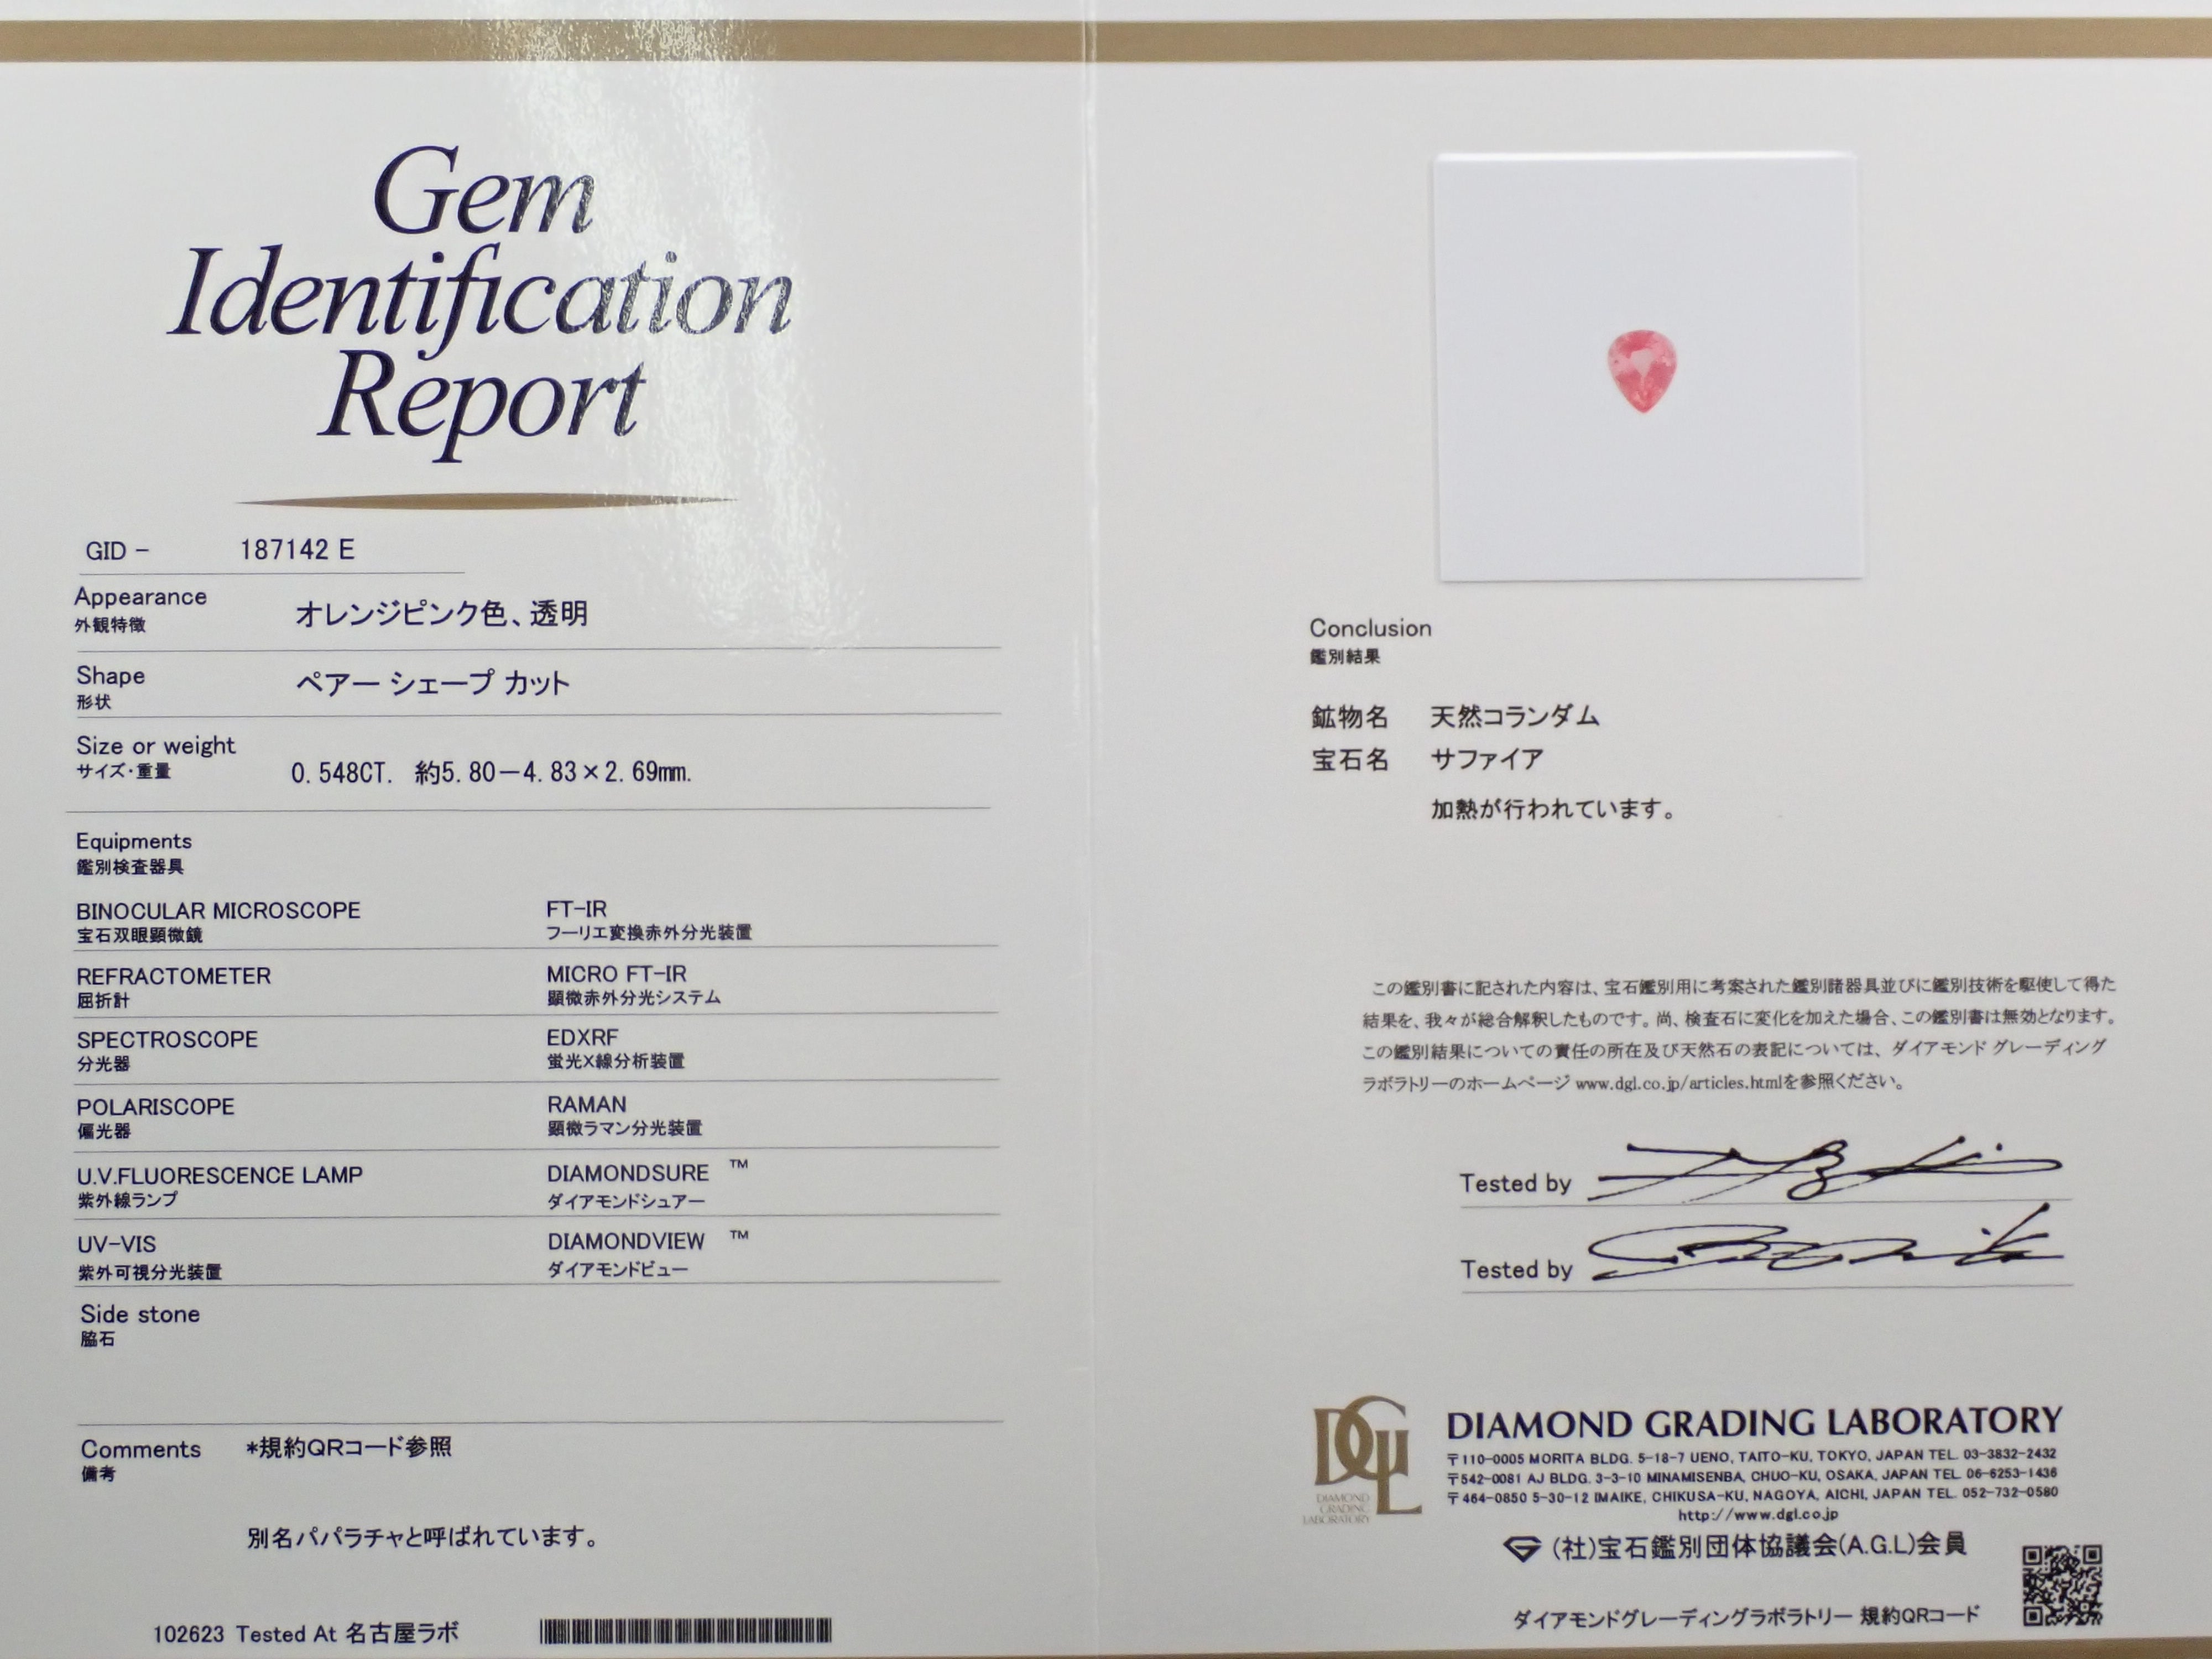 Gem
Identification
Report
GID - 187142 E
Appearance
外観特徴
オレンジピンク色、透明
Shape
形状
ペアー シェープ カット
Size or weight
サイズ・重量
0.548CT. 約5.80－4.83×2.69mm.
Equipments
鑑別検査器具
BINOCULAR MICROSCOPE
宝石双眼顕微鏡
FT-IR
フーリエ変換赤外分光装置
REFRACTOMETER
屈折計
MICRO FT-IR
顕微赤外分光システム
SPECTROSCOPE
分光器
EDXRF
蛍光X線分析装置
POLARISCOPE
偏光器
RAMAN
顕微ラマン分光装置
U.V.FLUORESCENCE LAMP
紫外線ランプ
DIAMONDSURE ™
ダイアモンドシュアー
UV-VIS
紫外可視分光装置
DIAMONDVIEW ™
ダイアモンドビュー
Side stone
脇石
Comments
備考
*規約QRコード参照
別名パパラチャと呼ばれています。
102623 Tested At 名古屋ラボ
Conclusion
鑑別結果
鉱物名 天然コランダム
宝石名 サファイア
加熱が行われています。
この鑑別書に記された内容は、宝石鑑別用に考案された鑑別諸器具並びに鑑別技術を駆使して得た
結果を、我々が総合解釈したものです。尚、検査石に変化を加えた場合、この鑑別書は無効となります。
この鑑別結果についての責任の所在及び天然石の表記については、ダイアモンド グレーディング
ラボラトリーのホームページ www.dgl.co.jp/articles.htmlを参照ください。
Tested by
Tested by
DGL
DIAMOND
GRADING
LABORATORY
DIAMOND GRADING LABORATORY
〒110-0005 MORITA BLDG. 5-18-7 UENO, TAITO-KU, TOKYO, JAPAN TEL. 03-3832-2432
〒542-0081 AJ BLDG. 3-3-10 MINAMISENBA, CHUO-KU, OSAKA, JAPAN TEL. 06-6253-1436
〒464-0850 5-30-12 IMAIKE, CHIKUSA-KU, NAGOYA, AICHI, JAPAN TEL. 052-732-0580
http://www.dgl.co.jp
(社)宝石鑑別団体協議会(A.G.L)会員
ダイアモンドグレーディングラボラトリー 規約QRコード